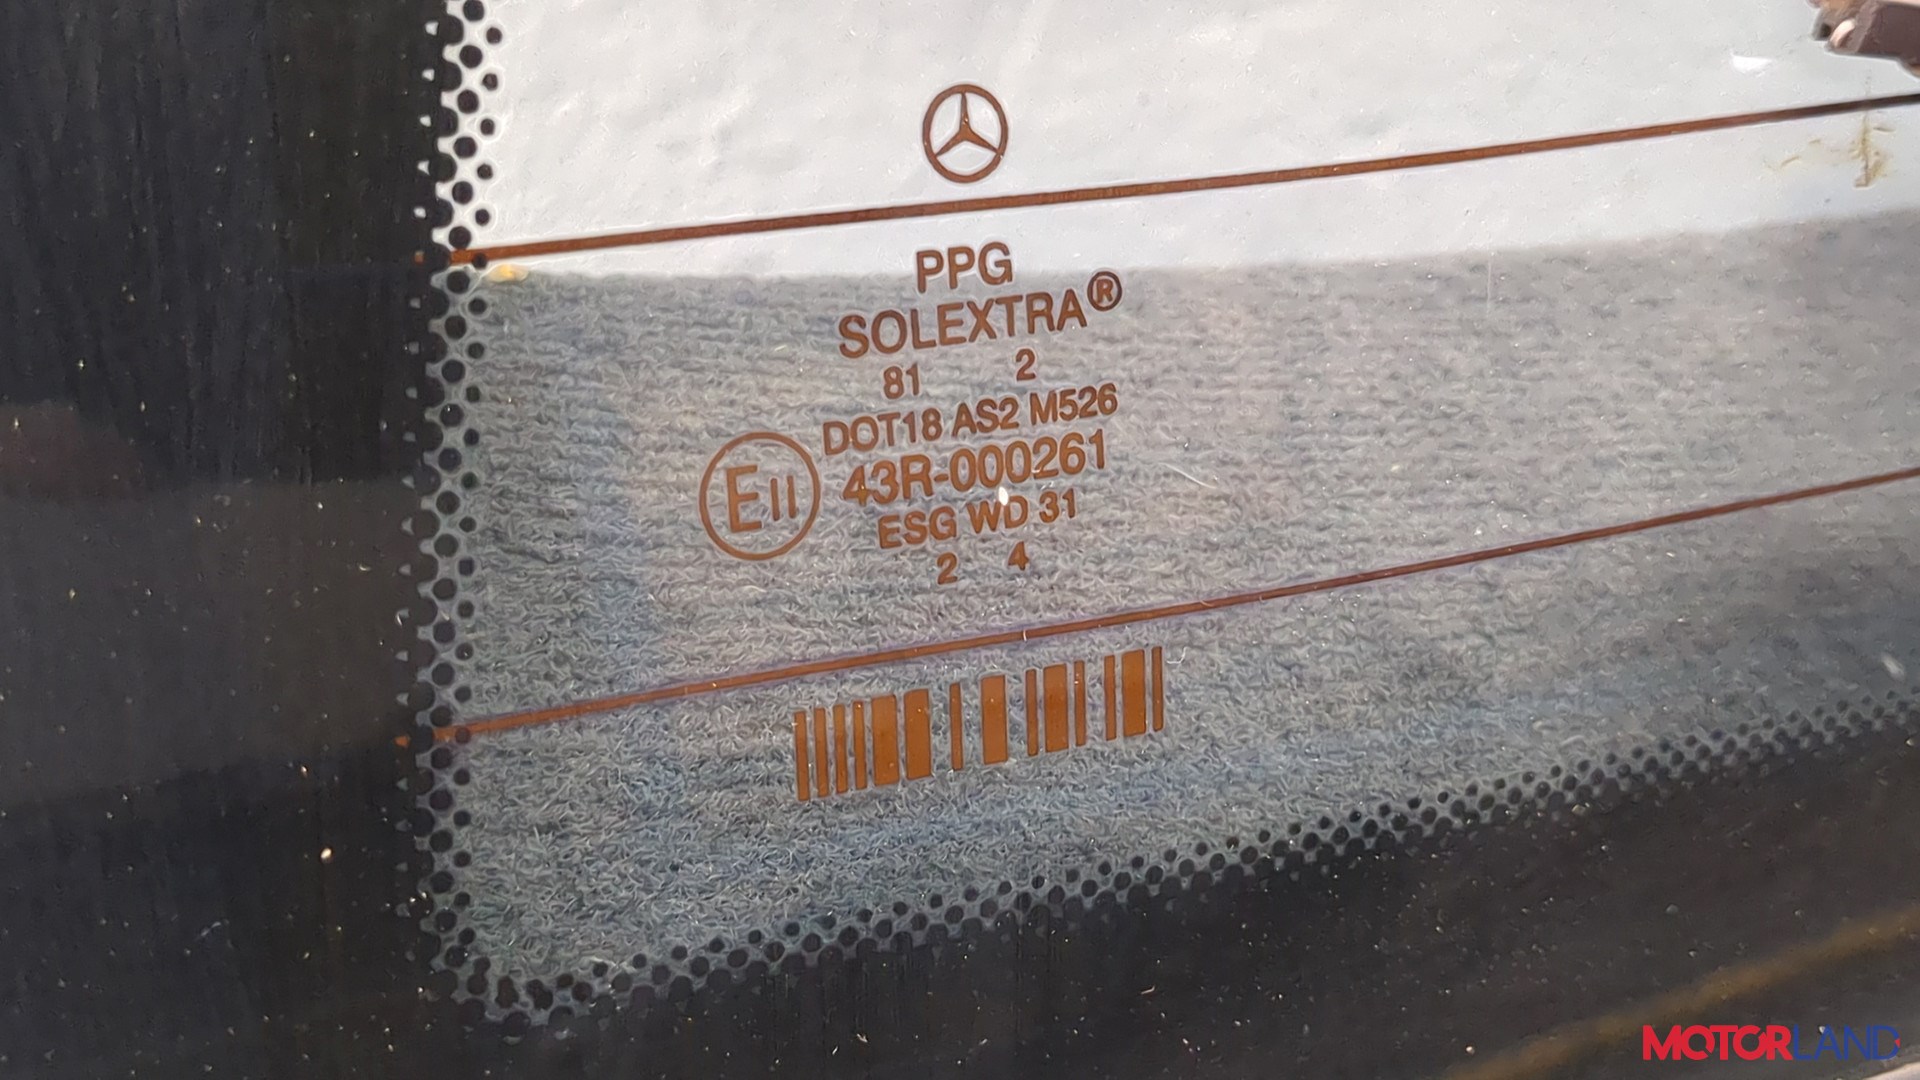 PPG
SOLEXTRA®
81 2
DOT18 AS2 M526
E11 43R-000261
ESG WD 31
2 4
MOTORLAND